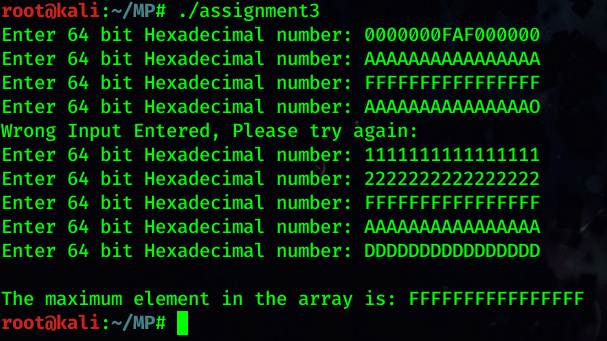 root@kali:~/MP# ./assignment3
Enter 64 bit Hexadecimal number: 0000000FAF000000
Enter 64 bit Hexadecimal number: AAAAAAAAAAAAAAAA
Enter 64 bit Hexadecimal number: FFFFFFFFFFFFFFFF
Enter 64 bit Hexadecimal number: AAAAAAAAAAAAAAAO
Wrong Input Entered, Please try again:
Enter 64 bit Hexadecimal number: 1111111111111111
Enter 64 bit Hexadecimal number: 2222222222222222
Enter 64 bit Hexadecimal number: FFFFFFFFFFFFFFFF
Enter 64 bit Hexadecimal number: AAAAAAAAAAAAAAAA
Enter 64 bit Hexadecimal number: DDDDDDDDDDDDDDDD
The maximum element in the array is: FFFFFFFFFFFFFFFF
root@kali:~/MP#